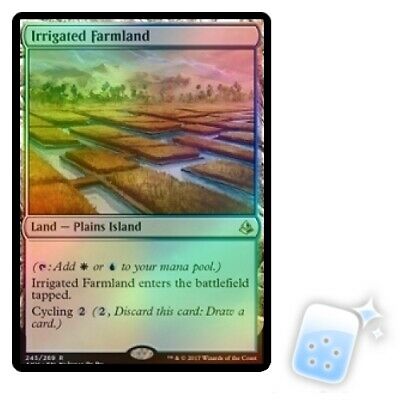 Irrigated Farmland
Land — Plains Island
( : Add or to your mana pool.)
Irrigated Farmland enters the battlefield
tapped.
Cycling 2 (2, Discard this card: Draw a
card.)
245/269 R
™ & © 2017 Wizards of the Coast